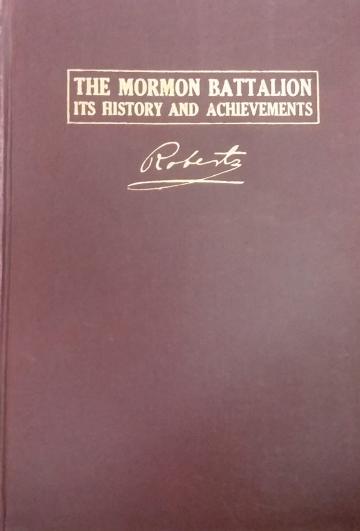 THE MORMON BATTALION
ITS HISTORY AND ACHIEVEMENTS
Roberts